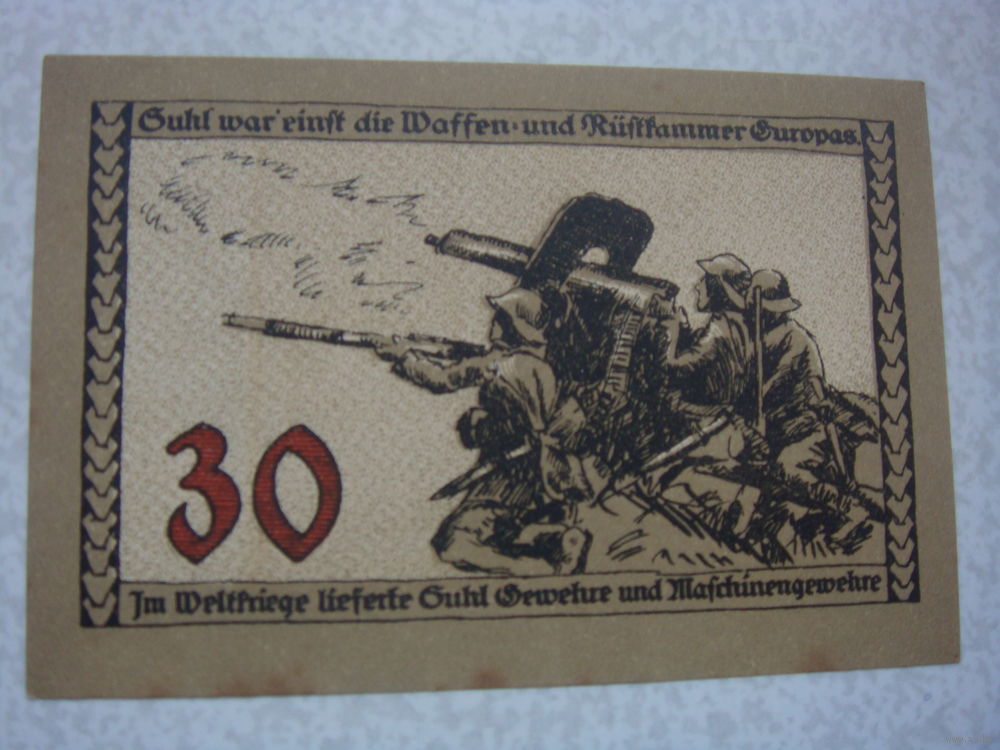 Suhl war einst die Waffen- und Rüstkammer Europas.
30
Im Weltkriege lieferte Suhl Gewehre und Maschinengewehre